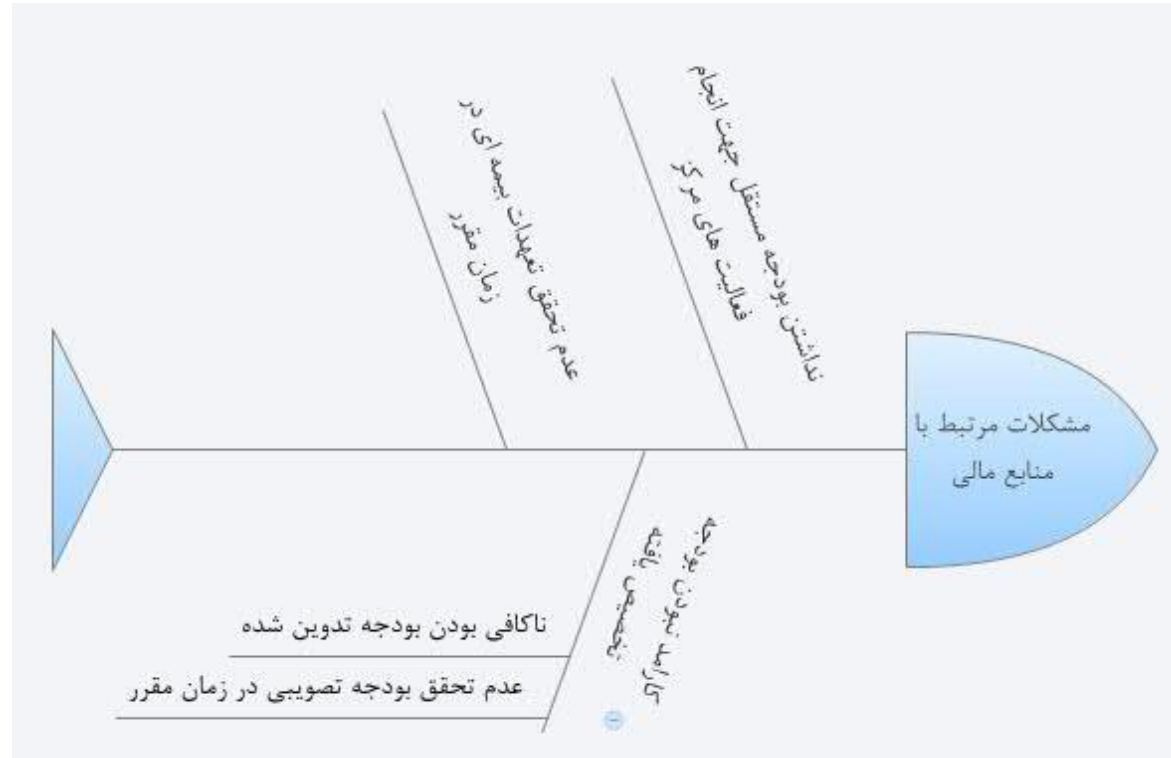 نداشتن بودجه مستقل جهت انجام
فعالیت های مرکز
عدم تحقق تعهدات بیمه ای در
زمان مقرر
مشکلات مرتبط با
منابع مالی
کارامد نبودن بودجه
تخصیص یافته
ناکافی بودن بودجه تدوین شده
عدم تحقق بودجه تصویبی در زمان مقرر